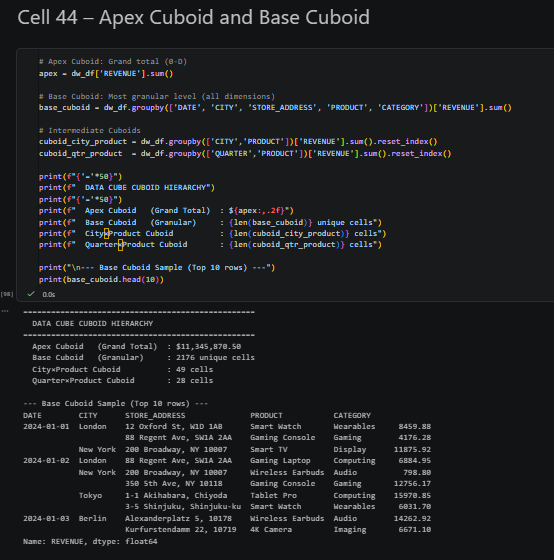 Cell 44 – Apex Cuboid and Base Cuboid
# Apex Cuboid: Grand total (0-D)
apex = dw_df['REVENUE'].sum()
# Base Cuboid: Most granular level (all dimensions)
base_cuboid = dw_df.groupby(['DATE', 'CITY', 'STORE_ADDRESS', 'PRODUCT', 'CATEGORY'])['REVENUE'].sum()
# Intermediate Cuboids
cuboid_city_product  = dw_df.groupby(['CITY','PRODUCT'])['REVENUE'].sum().reset_index()
cuboid_qtr_product   = dw_df.groupby(['QUARTER','PRODUCT'])['REVENUE'].sum().reset_index()
print(f"{'='*50}")
print(f"  DATA CUBE CUBOID HIERARCHY")
print(f"{'='*50}")
print(f"  Apex Cuboid   (Grand Total)  : ${apex:,.2f}")
print(f"  Base Cuboid   (Granular)     : {len(base_cuboid)} unique cells")
print(f"  City×Product Cuboid          : {len(cuboid_city_product)} cells")
print(f"  Quarter×Product Cuboid       : {len(cuboid_qtr_product)} cells")
print("\n--- Base Cuboid Sample (Top 10 rows) ---")
print(base_cuboid.head(10))
[98] ✓ 0.0s
... ==================================================
DATA CUBE CUBOID HIERARCHY
==================================================
Apex Cuboid   (Grand Total)  : $11,345,870.50
Base Cuboid   (Granular)     : 2176 unique cells
City×Product Cuboid          : 49 cells
Quarter×Product Cuboid       : 28 cells
--- Base Cuboid Sample (Top 10 rows) ---
DATE        CITY      STORE_ADDRESS              PRODUCT           CATEGORY
2024-01-01  London    12 Oxford St, W1D 1AB      Smart Watch       Wearables     8459.88
88 Regent Ave, SW1A 2AA    Gaming Console    Gaming        4176.28
New York  200 Broadway, NY 10007     Smart TV          Display      11875.92
2024-01-02  London    88 Regent Ave, SW1A 2AA    Gaming Laptop     Computing     6884.95
New York  200 Broadway, NY 10007     Wireless Earbuds  Audio          798.80
350 5th Ave, NY 10118      Gaming Console    Gaming       12756.17
Tokyo     1-1 Akihabara, Chiyoda     Tablet Pro        Computing    15970.85
3-5 Shinjuku, Shinjuku-ku  Smart Watch       Wearables     6031.70
2024-01-03  Berlin    Alexanderplatz 5, 10178    Wireless Earbuds  Audio        14262.92
Kurfurstendamm 22, 10719   4K Camera         Imaging       6671.10
Name: REVENUE, dtype: float64